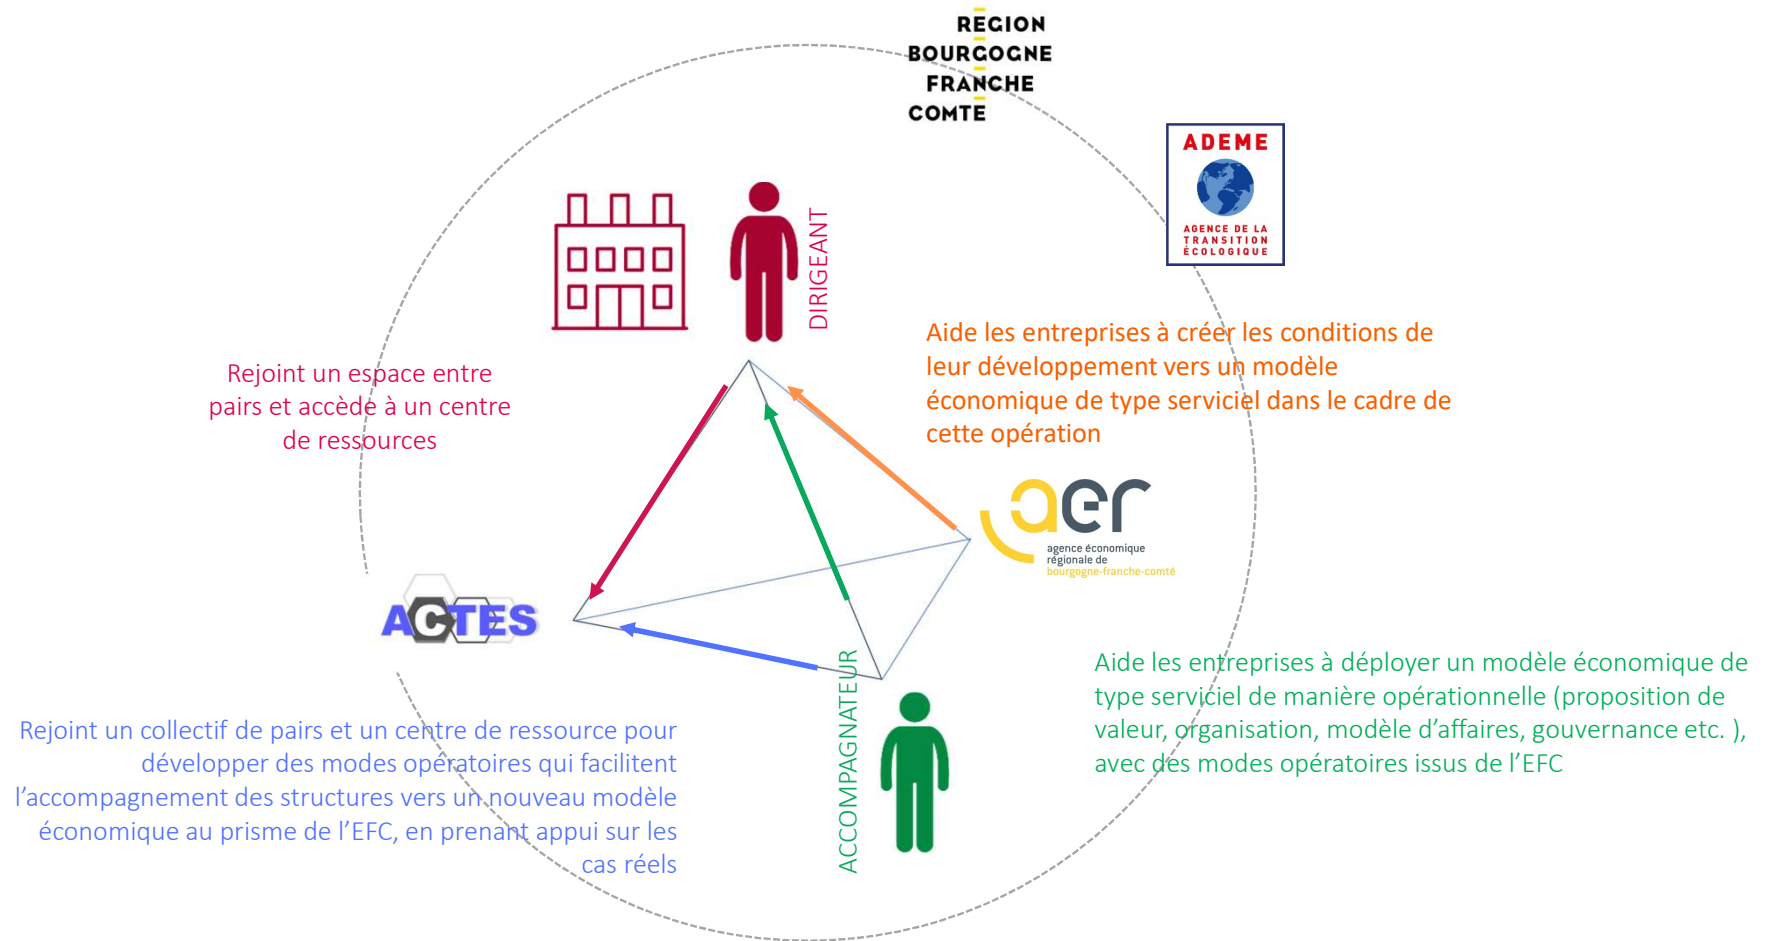 REGION
BOURGOGNE
FRANCHE
COMTE
ADEME
AGENCE DE LA
TRANSITION
ÉCOLOGIQUE
DIRIGEANT
Aide les entreprises à créer les conditions de
leur développement vers un modèle
économique de type serviciel dans le cadre de
cette opération
Rejoint un espace entre
pairs et accède à un centre
de ressources
aer
agence économique
régionale de
bourgogne-franche-comté
ACTES
ACCOMPAGNATEUR
Aide les entreprises à déployer un modèle économique de
type serviciel de manière opérationnelle (proposition de
valeur, organisation, modèle d’affaires, gouvernance etc. ),
avec des modes opératoires issus de l’EFC
Rejoint un collectif de pairs et un centre de ressource pour
développer des modes opératoires qui facilitent
l’accompagnement des structures vers un nouveau modèle
économique au prisme de l’EFC, en prenant appui sur les
cas réels